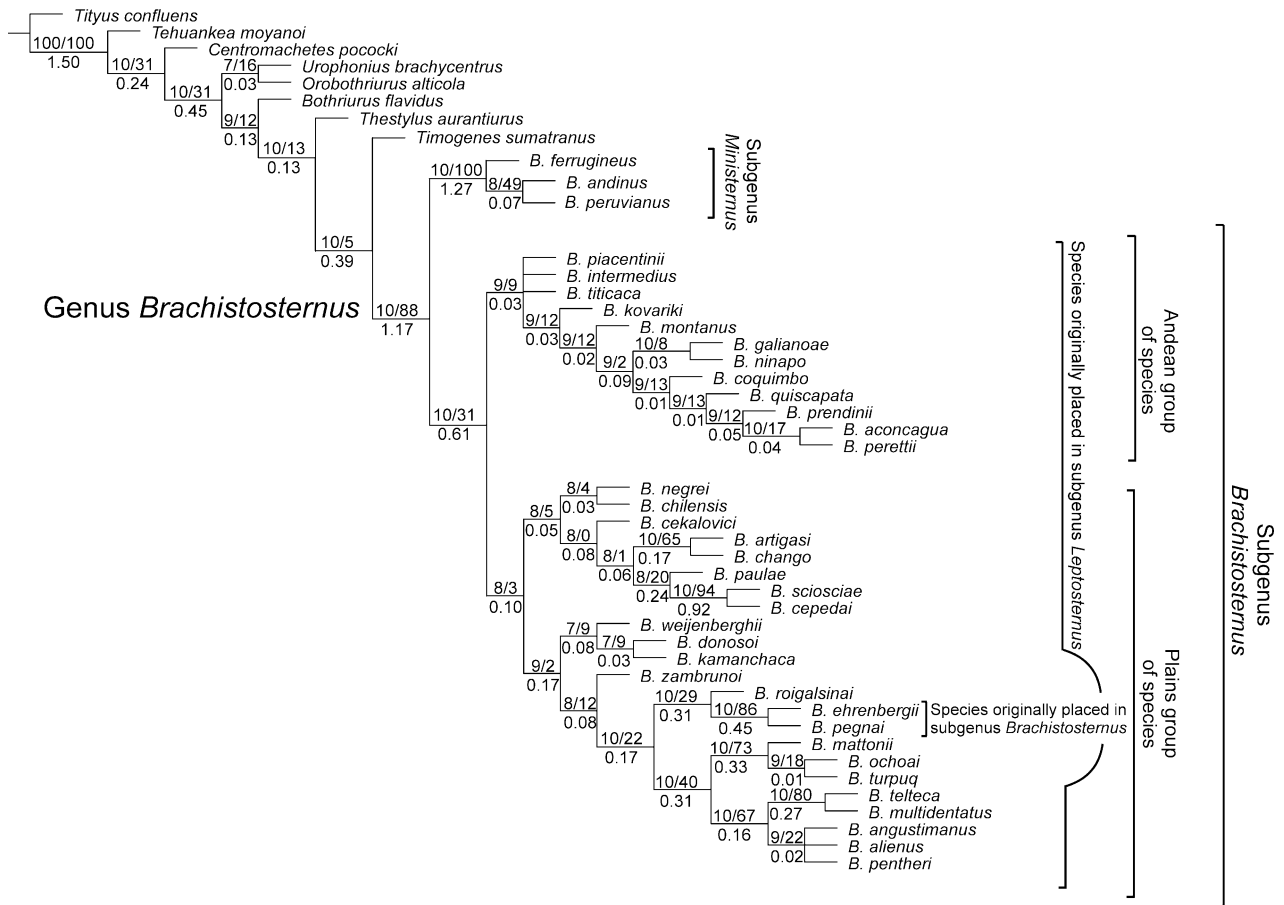 Tityus confluens
Tehuankea moyanoi
100/100
1.50
Centromachetes pococki
10/31
0.24
7/16
Urophonius brachycentrus
0.03
Orobothriurus alticola
10/31
0.45
Bothriurus flavidus
9/12
0.13
Thestylus aurantiurus
10/13
0.13
Timogenes sumatranus
B. ferrugineus
10/100
1.27
8/49
B. andinus
0.07
B. peruvianus
Subgenus
Ministernus
10/5
0.39
Genus Brachistosternus
10/88
1.17
B. piacentinii
B. intermedius
9/9
0.03
B. titicaca
B. kovariki
9/12
0.03
B. montanus
9/12
0.02
10/8
B. galianoae
0.03
B. ninapo
9/2
0.09
B. coquimbo
9/13
0.01
B. quiscapata
9/13
0.01
B. prendinii
9/12
0.05
B. aconcagua
10/17
0.04
B. perettii
10/31
0.61
B. negrei
8/4
0.03
B. chilensis
8/5
0.05
B. cekalovici
8/0
0.08
10/65
B. artigasi
0.17
B. chango
8/1
0.06
B. paulae
8/20
0.24
10/94
B. sciosciae
0.92
B. cepedai
8/3
0.10
B. weijenberghii
7/9
0.08
7/9
B. donosoi
0.03
B. kamanchaca
9/2
0.17
B. zambrunoi
8/12
0.08
10/29
B. roigalsinai
0.31
10/86
B. ehrenbergii
0.45
B. pegnai
Species originally placed in
subgenus Brachistosternus
10/22
0.17
10/73
B. mattonii
0.33
9/18
B. ochoai
0.01
B. turpuq
10/40
0.31
10/80
B. telteca
0.27
B. multidentatus
10/67
0.16
B. angustimanus
9/22
B. alienus
0.02
B. pentheri
Species originally placed in subgenus Leptosternus
Andean group
of species
Plains group
of species
Subgenus
Brachistosternus